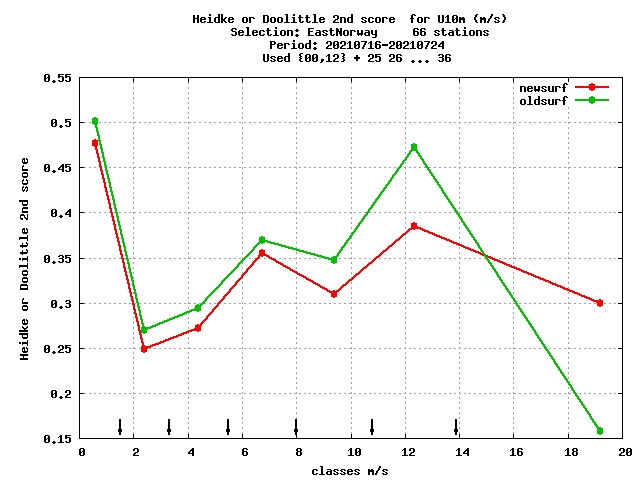 Heidke or Doolittle 2nd score  for U10m (m/s)
Selection: EastNorway     66 stations
Period: 20210716-20210724
Used {00,12} + 25 26 ... 36
newsurf
oldsurf
0.55
0.5
0.45
0.4
0.35
0.3
0.25
0.2
0.15
Heidke or Doolittle 2nd score
0 2 4 6 8 10 12 14 16 18 20
classes m/s